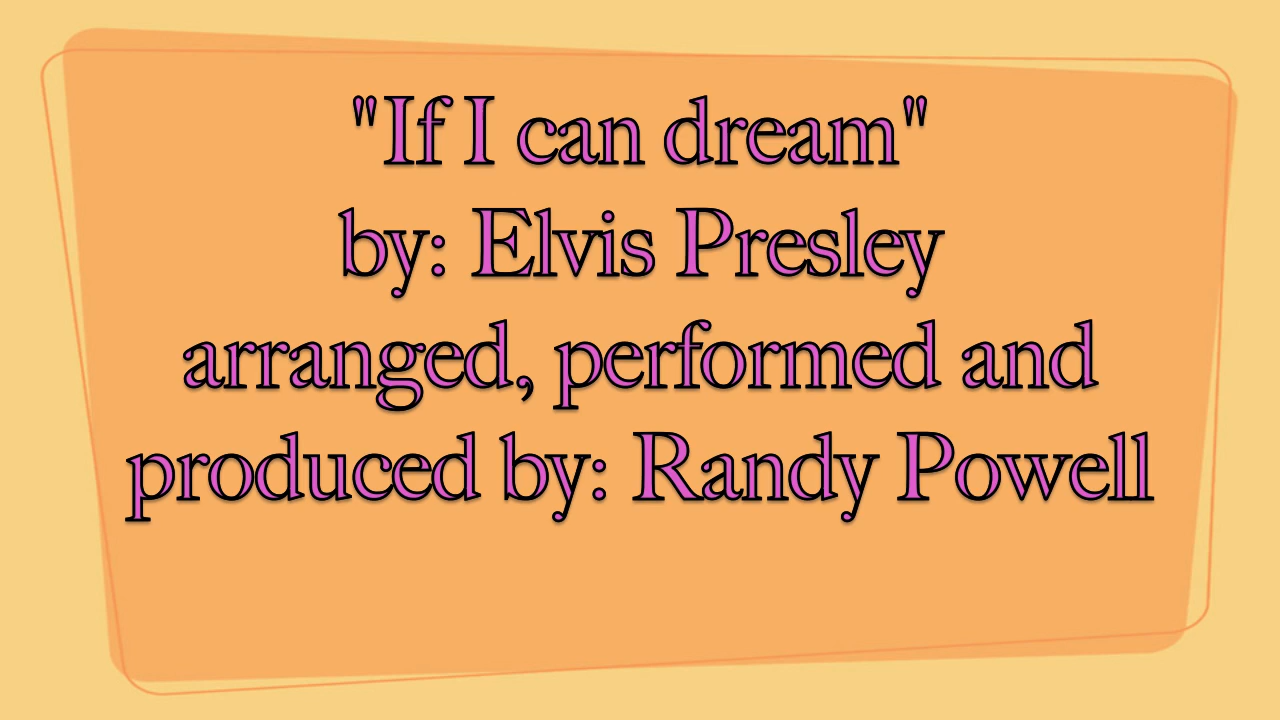 "If I can dream"
by: Elvis Presley
arranged, performed and
produced by: Randy Powell